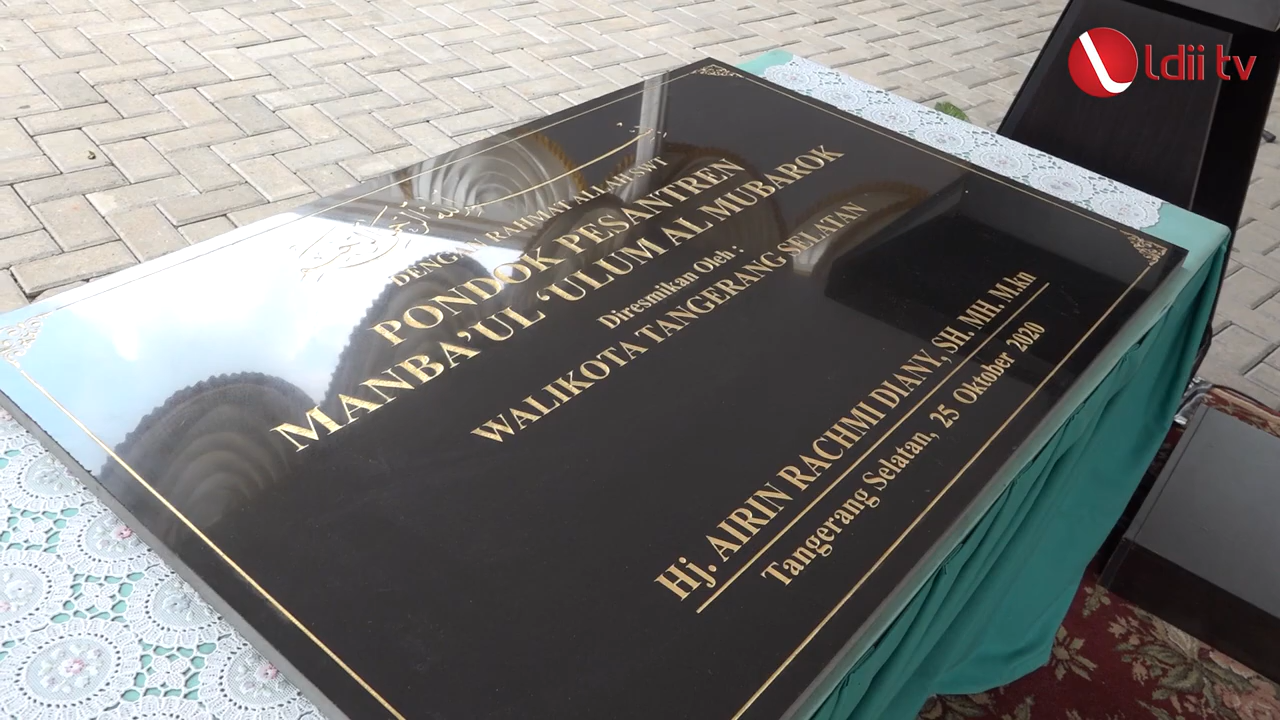 ldii tv
DENGAN RAHMAT ALLAH SWT
PONDOK PESANTREN
MANBA'UL 'ULUM AL MUBAROK
Diresmikan Oleh :
WALIKOTA TANGERANG SELATAN
Hj. AIRIN RACHMI DIANY, SH. MH. M.kn
Tangerang Selatan, 25 Oktober 2020